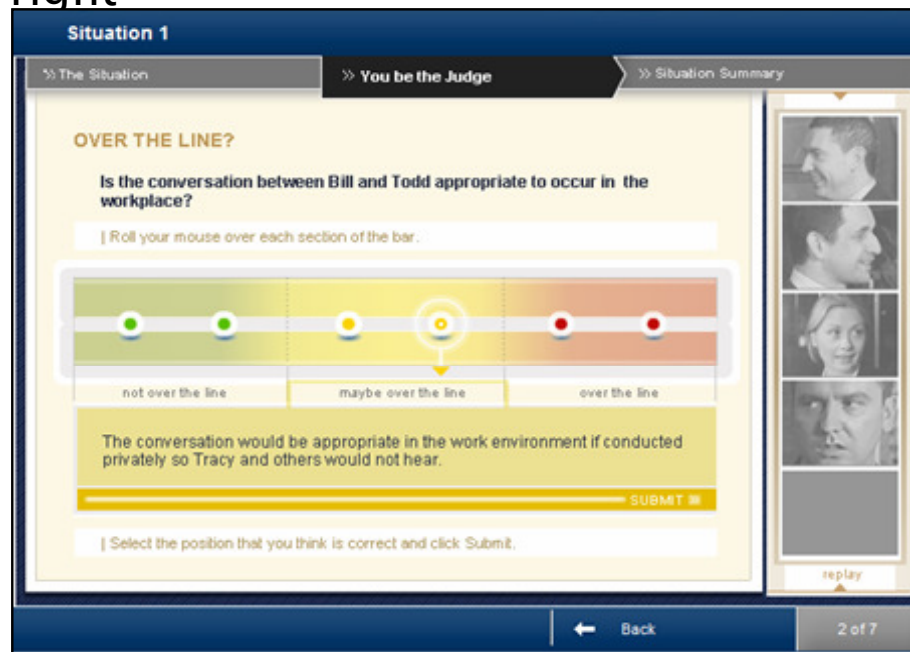 right
Situation 1
» The Situation
» You be the Judge
» Situation Summary
OVER THE LINE?
Is the conversation between Bill and Todd appropriate to occur in the
workplace?
| Roll your mouse over each section of the bar.
not over the line
maybe over the line
over the line
The conversation would be appropriate in the work environment if conducted
privately so Tracy and others would not hear.
SUBMIT
| Select the position that you think is correct and click Submit.
replay
Back
2 of 7